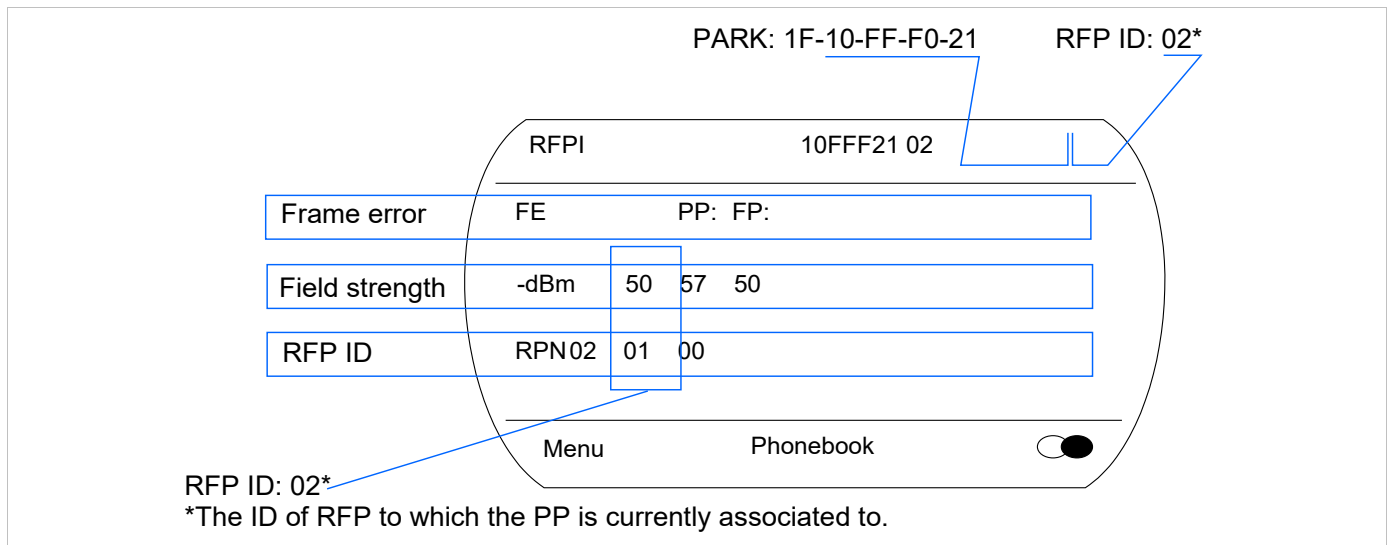 PARK: 1F-10-FF-F0-21 RFP ID: 02*
RFPI 10FFF21 02
Frame error FE PP: FP:
Field strength -dBm 50 57 50
RFP ID RPN02 01 00
Menu Phonebook
RFP ID: 02*
*The ID of RFP to which the PP is currently associated to.